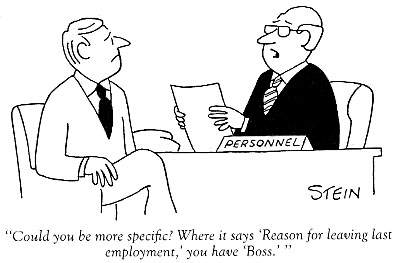 PERSONNEL
STEIN
“Could you be more specific? Where it says ‘Reason for leaving last
employment,’ you have ‘Boss.’ ”